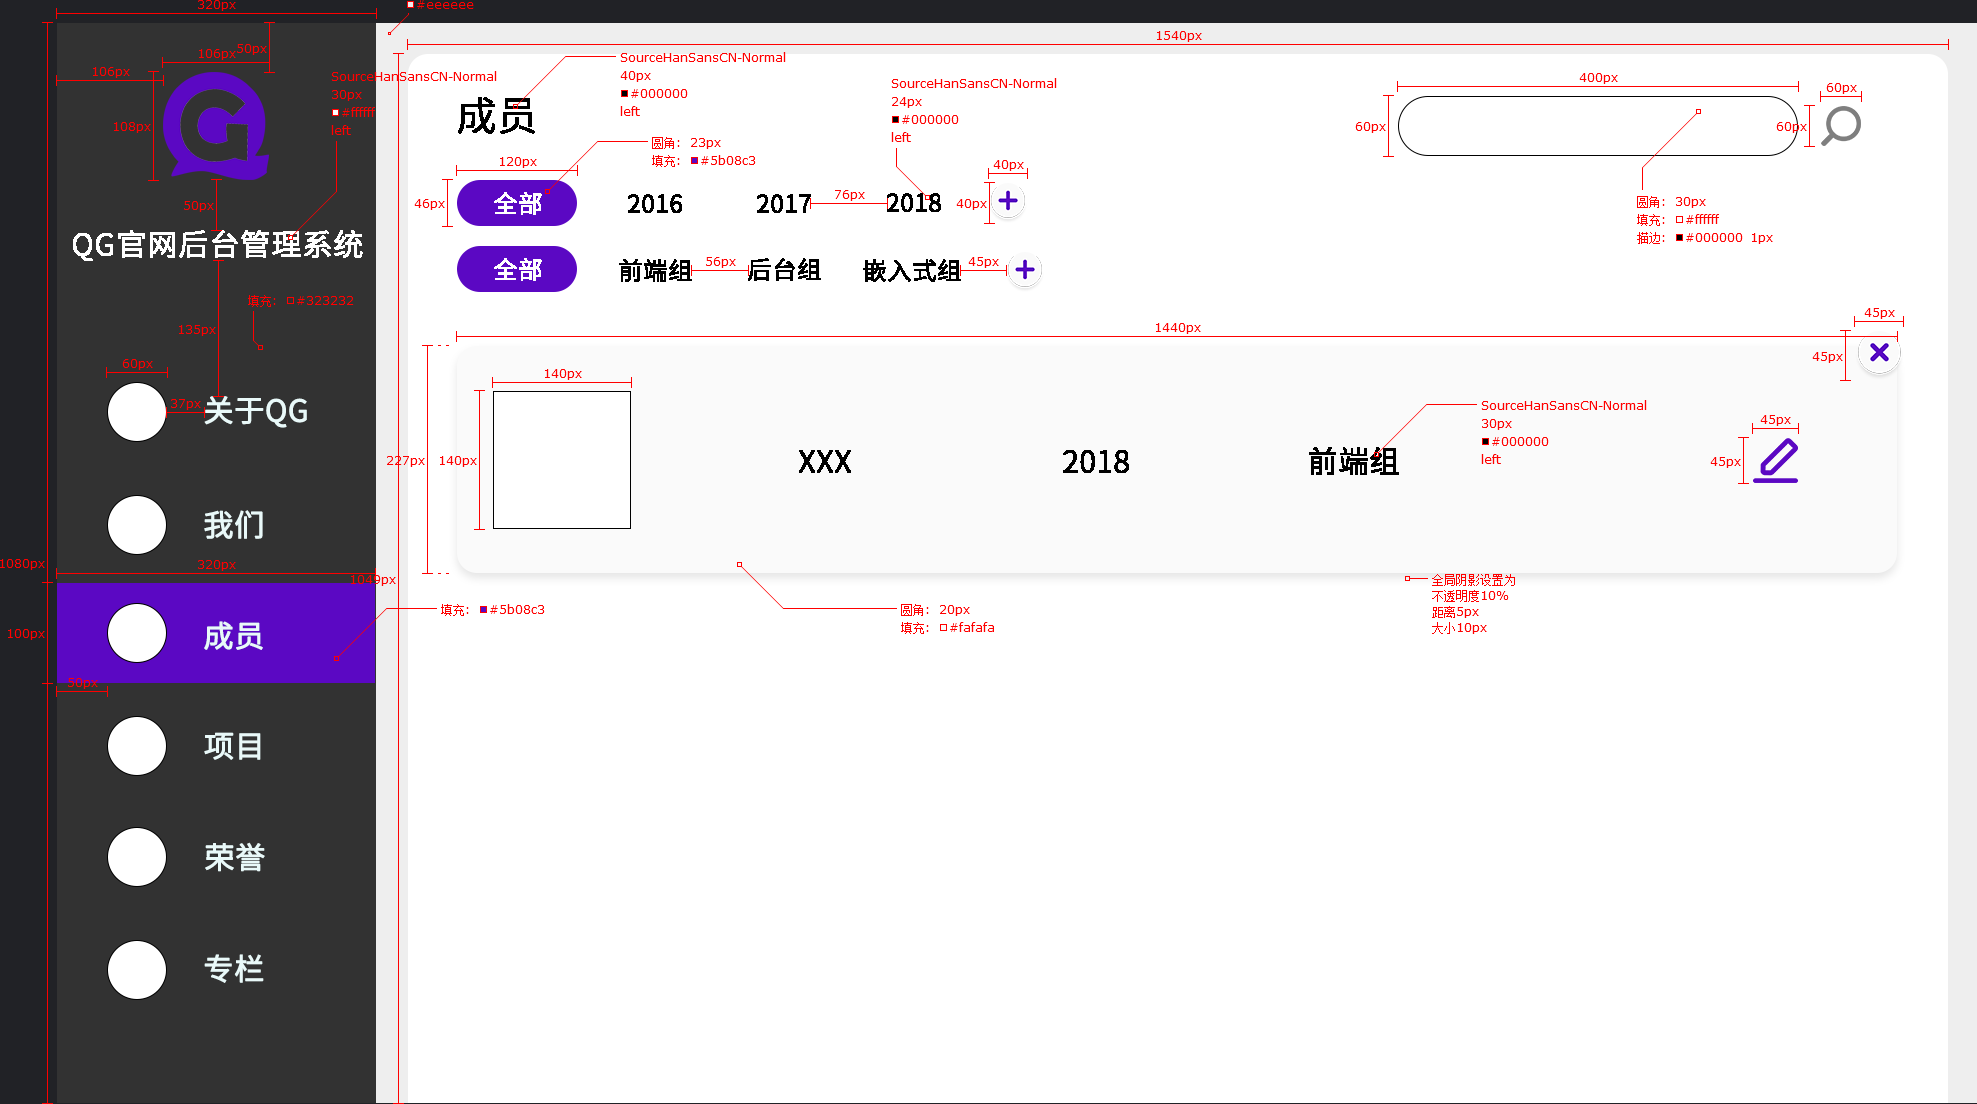 320px
#eeeeee
1540px
106px
50px
106px
108px
SourceHanSansCN-Normal
30px
#ffffff
left
50px
QG官网后台管理系统
填充： #323232
135px
60px
37px
关于QG
我们
1080px
320px
1049px
100px
成员
填充： #5b08c3
50px
项目
荣誉
专栏
成员
SourceHanSansCN-Normal
40px
#000000
left
SourceHanSansCN-Normal
24px
#000000
left
圆角： 23px
填充： #5b08c3
120px
46px
全部
2016
2017
76px
2018
40px
40px
全部
前端组
56px
后台组
嵌入式组
45px
400px
60px
60px
60px
圆角： 30px
填充： #ffffff
描边： #000000 1px
1440px
45px
45px
227px
140px
140px
XXX
2018
前端组
SourceHanSansCN-Normal
30px
#000000
left
45px
45px
圆角： 20px
填充： #fafafa
全局阴影设置为
不透明度10%
距离5px
大小10px